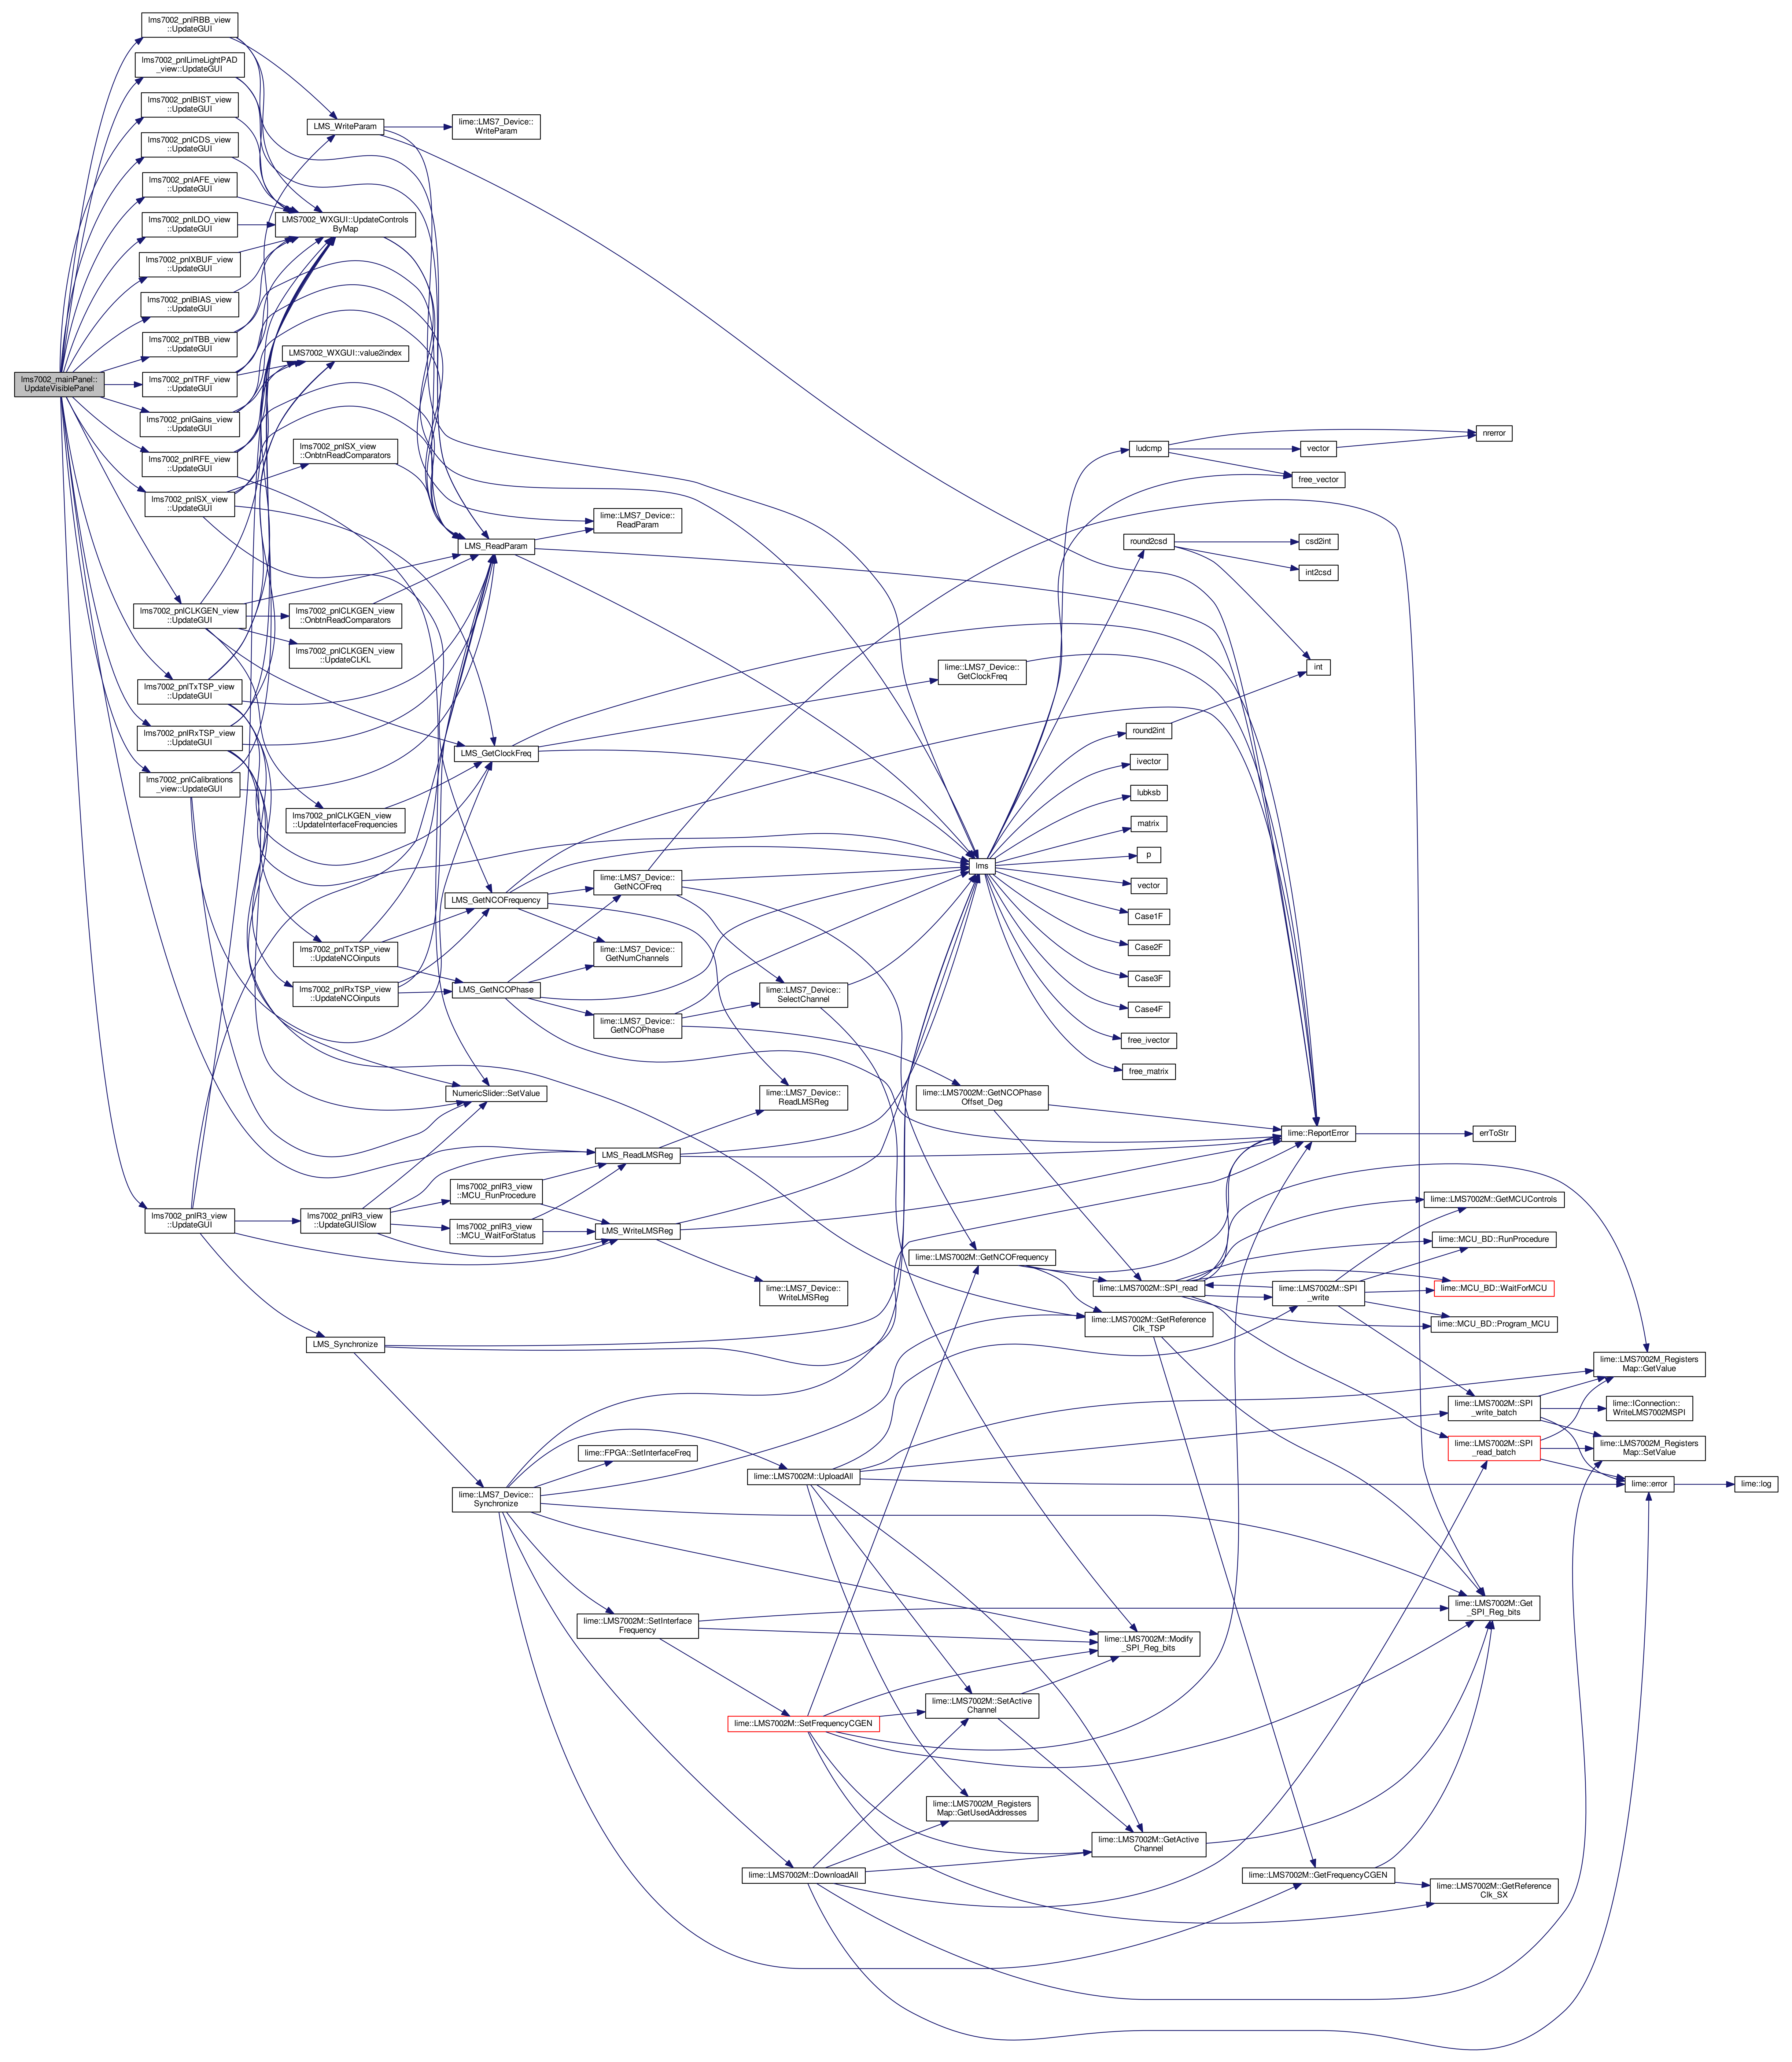 lms7002_mainPanel::
UpdateVisiblePanel
lms7002_pnlRBB_view
::UpdateGUI
lms7002_pnlLimeLightPAD
_view::UpdateGUI
lms7002_pnlBIST_view
::UpdateGUI
lms7002_pnlCDS_view
::UpdateGUI
lms7002_pnlAFE_view
::UpdateGUI
lms7002_pnlLDO_view
::UpdateGUI
lms7002_pnlXBUF_view
::UpdateGUI
lms7002_pnlBIAS_view
::UpdateGUI
lms7002_pnlTBB_view
::UpdateGUI
lms7002_pnlTRF_view
::UpdateGUI
lms7002_pnlGains_view
::UpdateGUI
lms7002_pnlRFE_view
::UpdateGUI
lms7002_pnlSX_view
::UpdateGUI
lms7002_pnlCLKGEN_view
::UpdateGUI
lms7002_pnlTxTSP_view
::UpdateGUI
lms7002_pnlRxTSP_view
::UpdateGUI
lms7002_pnlCalibrations
_view::UpdateGUI
lms7002_pnlR3_view
::UpdateGUI
LMS_WriteParam
LMS7002_WXGUI::UpdateControls
ByMap
LMS7002_WXGUI::value2index
lms7002_pnlSX_view
::OnbtnReadComparators
lms7002_pnlCLKGEN_view
::OnbtnReadComparators
lms7002_pnlCLKGEN_view
::UpdateCLKL
lms7002_pnlCLKGEN_view
::UpdateInterfaceFrequencies
lms7002_pnlTxTSP_view
::UpdateNCOinputs
lms7002_pnlRxTSP_view
::UpdateNCOinputs
lms7002_pnlR3_view
::UpdateGUISlow
LMS_Synchronize
lime::LMS7_Device::
WriteParam
LMS_ReadParam
LMS_GetClockFreq
LMS_GetNCOFrequency
LMS_GetNCOPhase
NumericSlider::SetValue
lms7002_pnlR3_view
::MCU_RunProcedure
lms7002_pnlR3_view
::MCU_WaitForStatus
lime::LMS7_Device::
Synchronize
lime::LMS7_Device::
ReadParam
lime::LMS7_Device::
GetNCOFreq
lime::LMS7_Device::
GetNumChannels
lime::LMS7_Device::
GetNCOPhase
LMS_ReadLMSReg
LMS_WriteLMSReg
lime::FPGA::SetInterfaceFreq
lime::LMS7002M::SetInterface
Frequency
lime::LMS7_Device::
SelectChannel
lime::LMS7_Device::
ReadLMSReg
lime::LMS7_Device::
WriteLMSReg
lime::LMS7002M::UploadAll
lime::LMS7002M::SetFrequencyCGEN
lime::LMS7002M::DownloadAll
lime::LMS7_Device::
GetClockFreq
lms
lime::LMS7002M::GetNCOPhase
Offset_Deg
lime::LMS7002M::GetNCOFrequency
lime::LMS7002M::SetActive
Channel
lime::LMS7002M_Registers
Map::GetUsedAddresses
ludcmp
round2csd
round2int
ivector
lubksb
matrix
p
vector
Case1F
Case2F
Case3F
Case4F
free_ivector
free_matrix
lime::LMS7002M::SPI_read
lime::LMS7002M::GetReference
Clk_TSP
lime::LMS7002M::Modify
_SPI_Reg_bits
lime::LMS7002M::GetActive
Channel
vector
free_vector
csd2int
int2csd
int
lime::ReportError
lime::LMS7002M::SPI
_write
lime::LMS7002M::GetFrequencyCGEN
nrerror
errToStr
lime::LMS7002M::GetMCUControls
lime::MCU_BD::RunProcedure
lime::MCU_BD::WaitForMCU
lime::MCU_BD::Program_MCU
lime::LMS7002M::SPI
_write_batch
lime::LMS7002M::SPI
_read_batch
lime::LMS7002M::Get
_SPI_Reg_bits
lime::LMS7002M::GetReference
Clk_SX
lime::LMS7002M_Registers
Map::GetValue
lime::IConnection::
WriteLMS7002MSPI
lime::LMS7002M_Registers
Map::SetValue
lime::error
lime::log